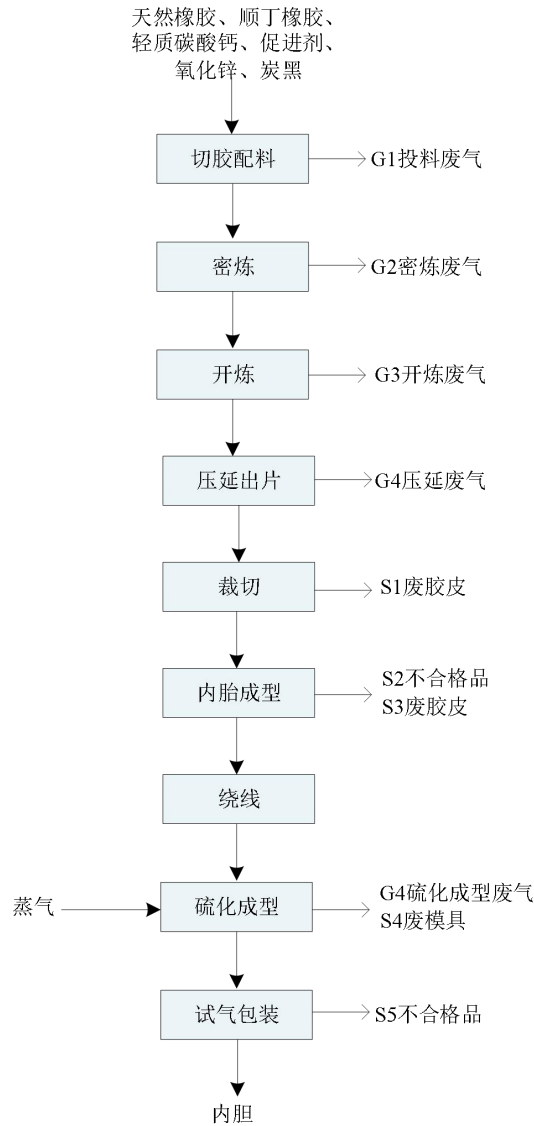 天然橡胶、顺丁橡胶、
轻质碳酸钙、促进剂、
氧化锌、炭黑
切胶配料
G1投料废气
密炼
G2密炼废气
开炼
G3开炼废气
压延出片
G4压延废气
裁切
S1废胶皮
内胎成型
S2不合格品
S3废胶皮
绕线
蒸气
硫化成型
G4硫化成型废气
S4废模具
试气包装
S5不合格品
内胆